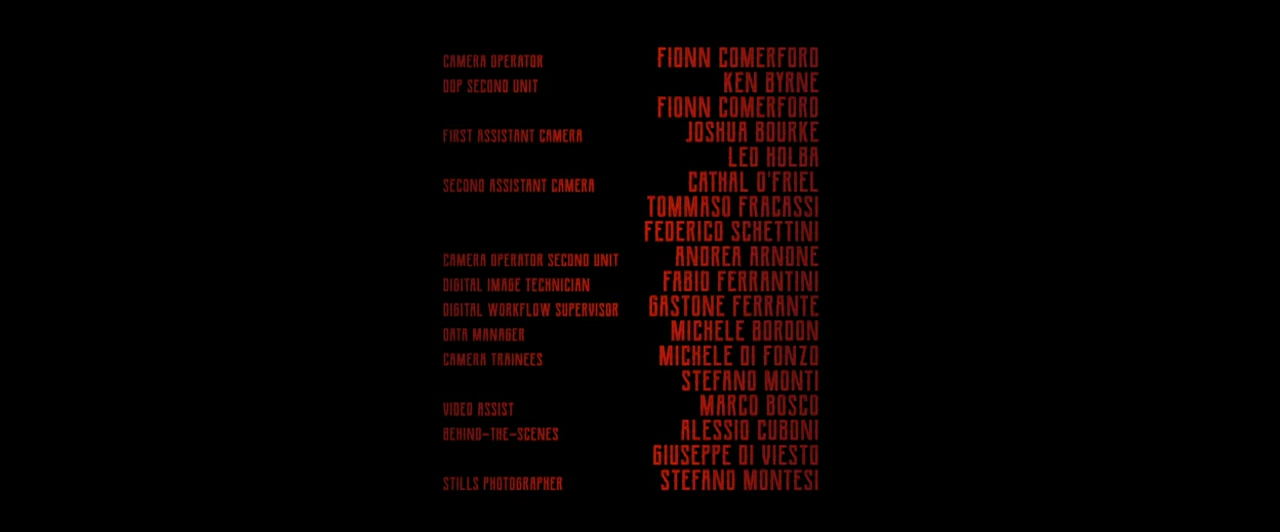 CAMERA OPERATOR FIONN COMERFORD
DOP SECOND UNIT KEN BYRNE
FIONN COMERFORD
FIRST ASSISTANT CAMERA JOSHUA BOURKE
LEO HOLBA
SECOND ASSISTANT CAMERA CATHAL O'FRIEL
TOMMASO FRACASSI
FEDERICO SCHETTINI
CAMERA OPERATOR SECOND UNIT ANDREA ARNONE
DIGITAL IMAGE TECHNICIAN FABIO FERRANTINI
DIGITAL WORKFLOW SUPERVISOR GASTONE FERRANTE
DATA MANAGER MICHELE BORDON
CAMERA TRAINEES MICHELE DI FONZO
STEFANO MONTI
VIDEO ASSIST MARCO BOSCO
BEHIND-THE-SCENES ALESSIO CUBONI
GIUSEPPE DI VIESTO
STILLS PHOTOGRAPHER STEFANO MONTESI